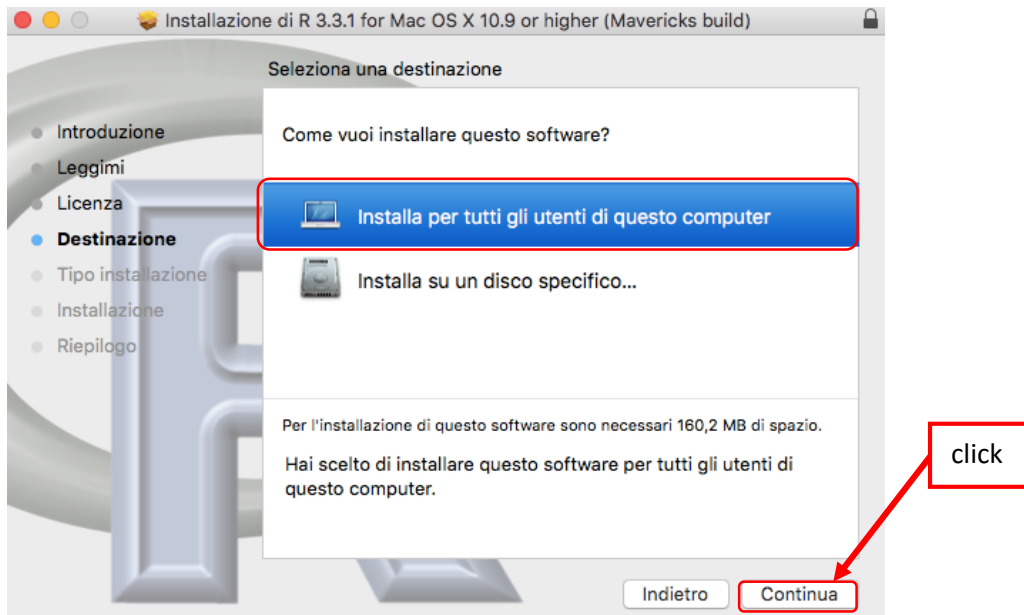 Installazione di R 3.3.1 for Mac OS X 10.9 or higher (Mavericks build)
Seleziona una destinazione
Introduzione
Leggimi
Licenza
Destinazione
Tipo installazione
Installazione
Riepilogo
Come vuoi installare questo software?
Installa per tutti gli utenti di questo computer
Installa su un disco specifico...
Per l'installazione di questo software sono necessari 160,2 MB di spazio.
Hai scelto di installare questo software per tutti gli utenti di
questo computer.
click
Indietro
Continua